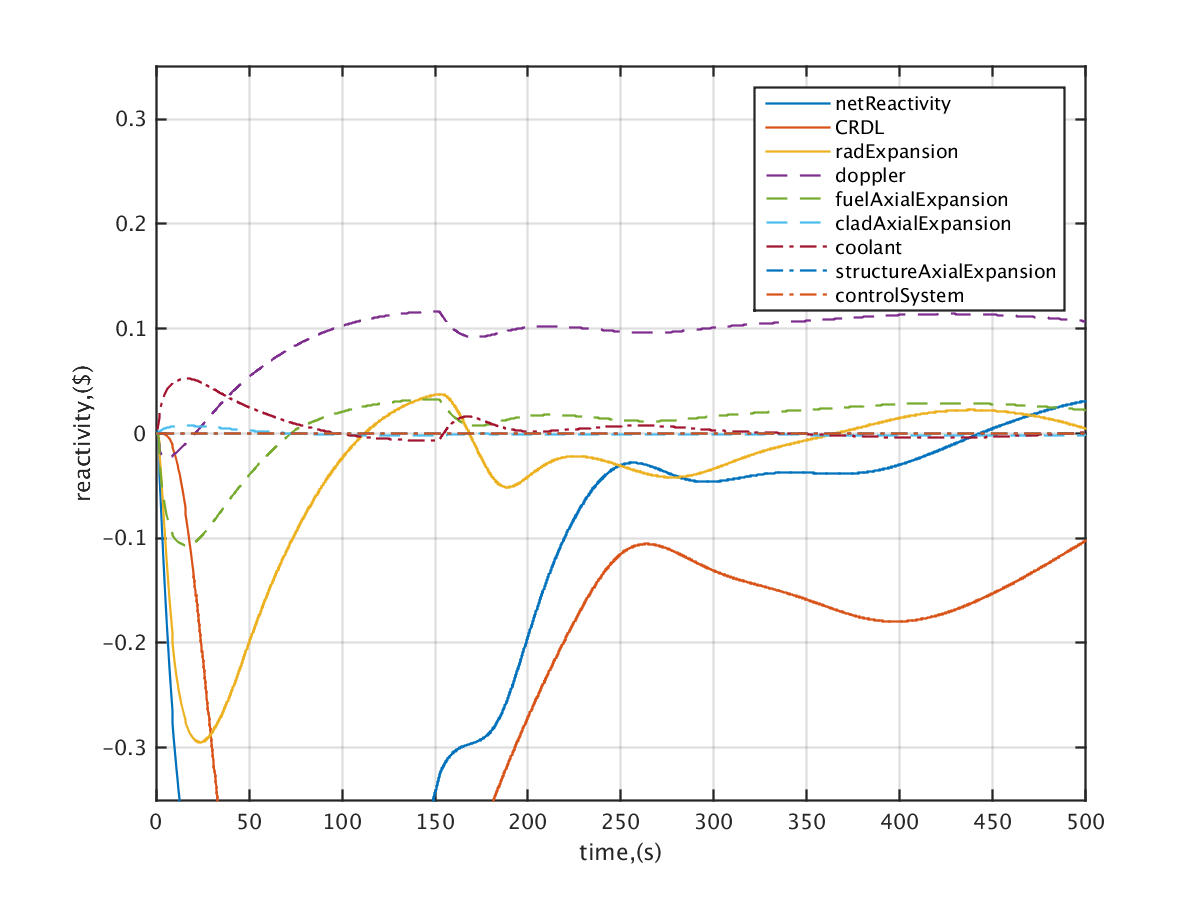 netReactivity
CRDL
radExpansion
doppler
fuelAxialExpansion
cladAxialExpansion
coolant
structureAxialExpansion
controlSystem
0.3
0.2
0.1
0
−0.1
−0.2
−0.3
reactivity,($)
0 50 100 150 200 250 300 350 400 450 500
time,(s)